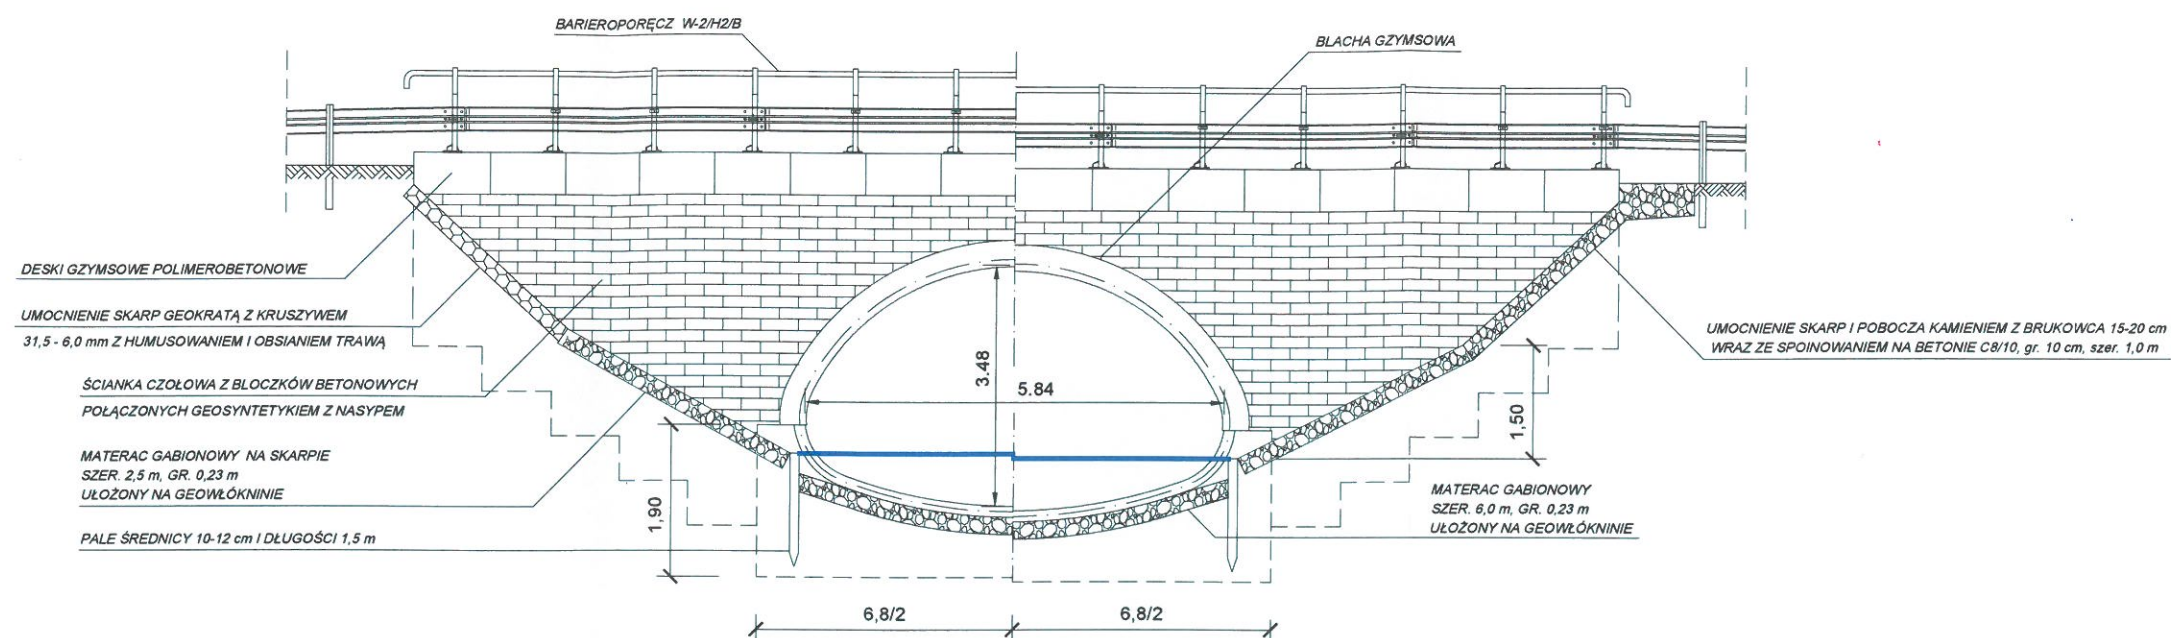 BARIEROPORĘCZ W-2/H2/B
BLACHA GZYMSOWA
DESKI GZYMSOWE POLIMEROBETONOWE
UMOCNIENIE SKARP GEOKRATĄ Z KRUSZYWEM
31,5 - 6,0 mm Z HUMUSOWANIEM I OBSIANIEM TRAWĄ
ŚCIANKA CZOŁOWA Z BLOCZKÓW BETONOWYCH
POŁĄCZONYCH GEOSYNTETYKIEM Z NASYPEM
MATERAC GABIONOWY NA SKARPIE
SZER. 2,5 m, GR. 0,23 m
UŁOŻONY NA GEOWŁÓKNINIE
PALE ŚREDNICY 10-12 cm I DŁUGOŚCI 1,5 m
1,90
3.48
5.84
1,50
UMOCNIENIE SKARP I POBOCZA KAMIENIEM Z BRUKOWCA 15-20 cm
WRAZ ZE SPOINOWANIEM NA BETONIE C8/10, gr. 10 cm, szer. 1,0 m
MATERAC GABIONOWY
SZER. 6,0 m, GR. 0,23 m
UŁOŻONY NA GEOWŁÓKNINIE
6,8/2
6,8/2